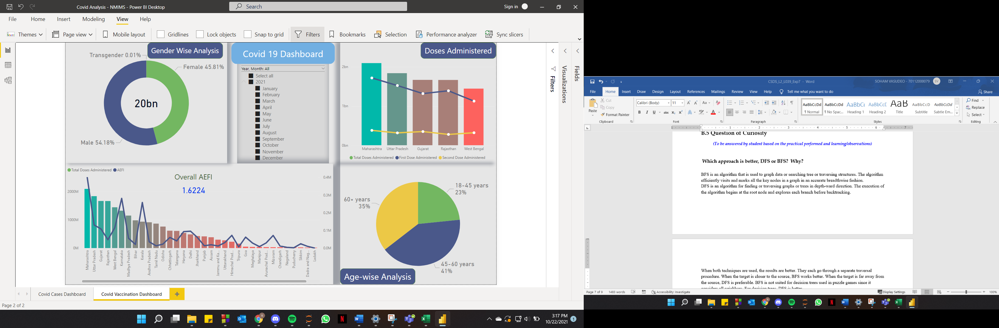 Covid Analysis - NMIMS - Power BI Desktop
Search
Sign in
File Home Insert Modeling View Help
Themes Page view Mobile layout Gridlines Lock objects Snap to grid Filters Bookmarks Selection Performance analyzer Sync slicers
Gender Wise Analysis
Transgender 0.01%
Female 45.81%
20bn
Male 54.18%
Covid 19 Dashboard
Year, Month: All
Select all
2021
January
February
March
April
May
June
July
August
September
October
November
December
Doses Administered
2bn
1bn
0bn
Maharashtra Uttar Pradesh Gujarat Rajasthan West Bengal
Total Doses Administered First Dose Administered Second Dose Administered
Filters
Visualizations
Fields
Total Doses Administered AEFI
Overall AEFI
1.6224
2000M
1000M
0M
0.4M
0.3M
0.2M
0.1M
0.0M
Maharashtra
Uttar Pradesh
Gujarat
Rajasthan
West Bengal
Karnataka
Madhya Pradesh
Bihar
Kerala
Andhra Pradesh
Tamil Nadu
Odisha
Chhattisgarh
Telangana
Haryana
Delhi
Jharkhand
Punjab
Assam
Jammu and Ka...
Uttarakhand
Himachal Prad...
Tripura
Goa
Meghalaya
Manipur
Arunachal Prad...
Mizoram
Chandigarh
Nagaland
Puducherry
Sikkim
Dadra and Nag...
Ladakh
18-45 years
23%
60+ years
35%
45-60 years
41%
Age-wise Analysis
Covid Cases Dashboard Covid Vaccination Dashboard +
Page 2 of 2
3:17 PM
10/22/2021
1
CSDS_L2_L039_Exp7 - Word
SOHAM VASUDEO - 70112000079 SV
File Home Insert Draw Design Layout References Mailings Review View Help Tell me what you want to do Share
Paste
Cut
Copy
Format Painter
Clipboard
Calibri (Body) 11
Font
Paragraph
AaBbCcDd AaBbCcDd AaBbCc AaBbCcE AaB AaBbCcD AaBbCcDd
¶ Normal ¶ No Spac... Heading 1 Heading 2 Title Subtitle Subtle Em...
Styles
Find
Replace
Select
Editing
1 1 2 3 4 5 6 7
B.5 Question of Curiosity
(To be answered by student based on the practical performed and learning/observations)
Which approach is better, DFS or BFS? Why?
BFS is an algorithm that is used to graph data or searching tree or traversing structures. The algorithm
efficiently visits and marks all the key nodes in a graph in an accurate breadthwise fashion.
DFS is an algorithm for finding or traversing graphs or trees in depth-ward direction. The execution of
the algorithm begins at the root node and explores each branch before backtracking.
When both techniques are used, the results are better. They each go through a separate traversal
procedure. When the target is closer to the source, BFS works better. When the target is far away from
the source, DFS is preferable. BFS is not suited for decision trees used in puzzle games since it
considers all neighbors. For decision trees, DFS is better.
Page 7 of 9 1483 words Accessibility: Investigate Display Settings 100%